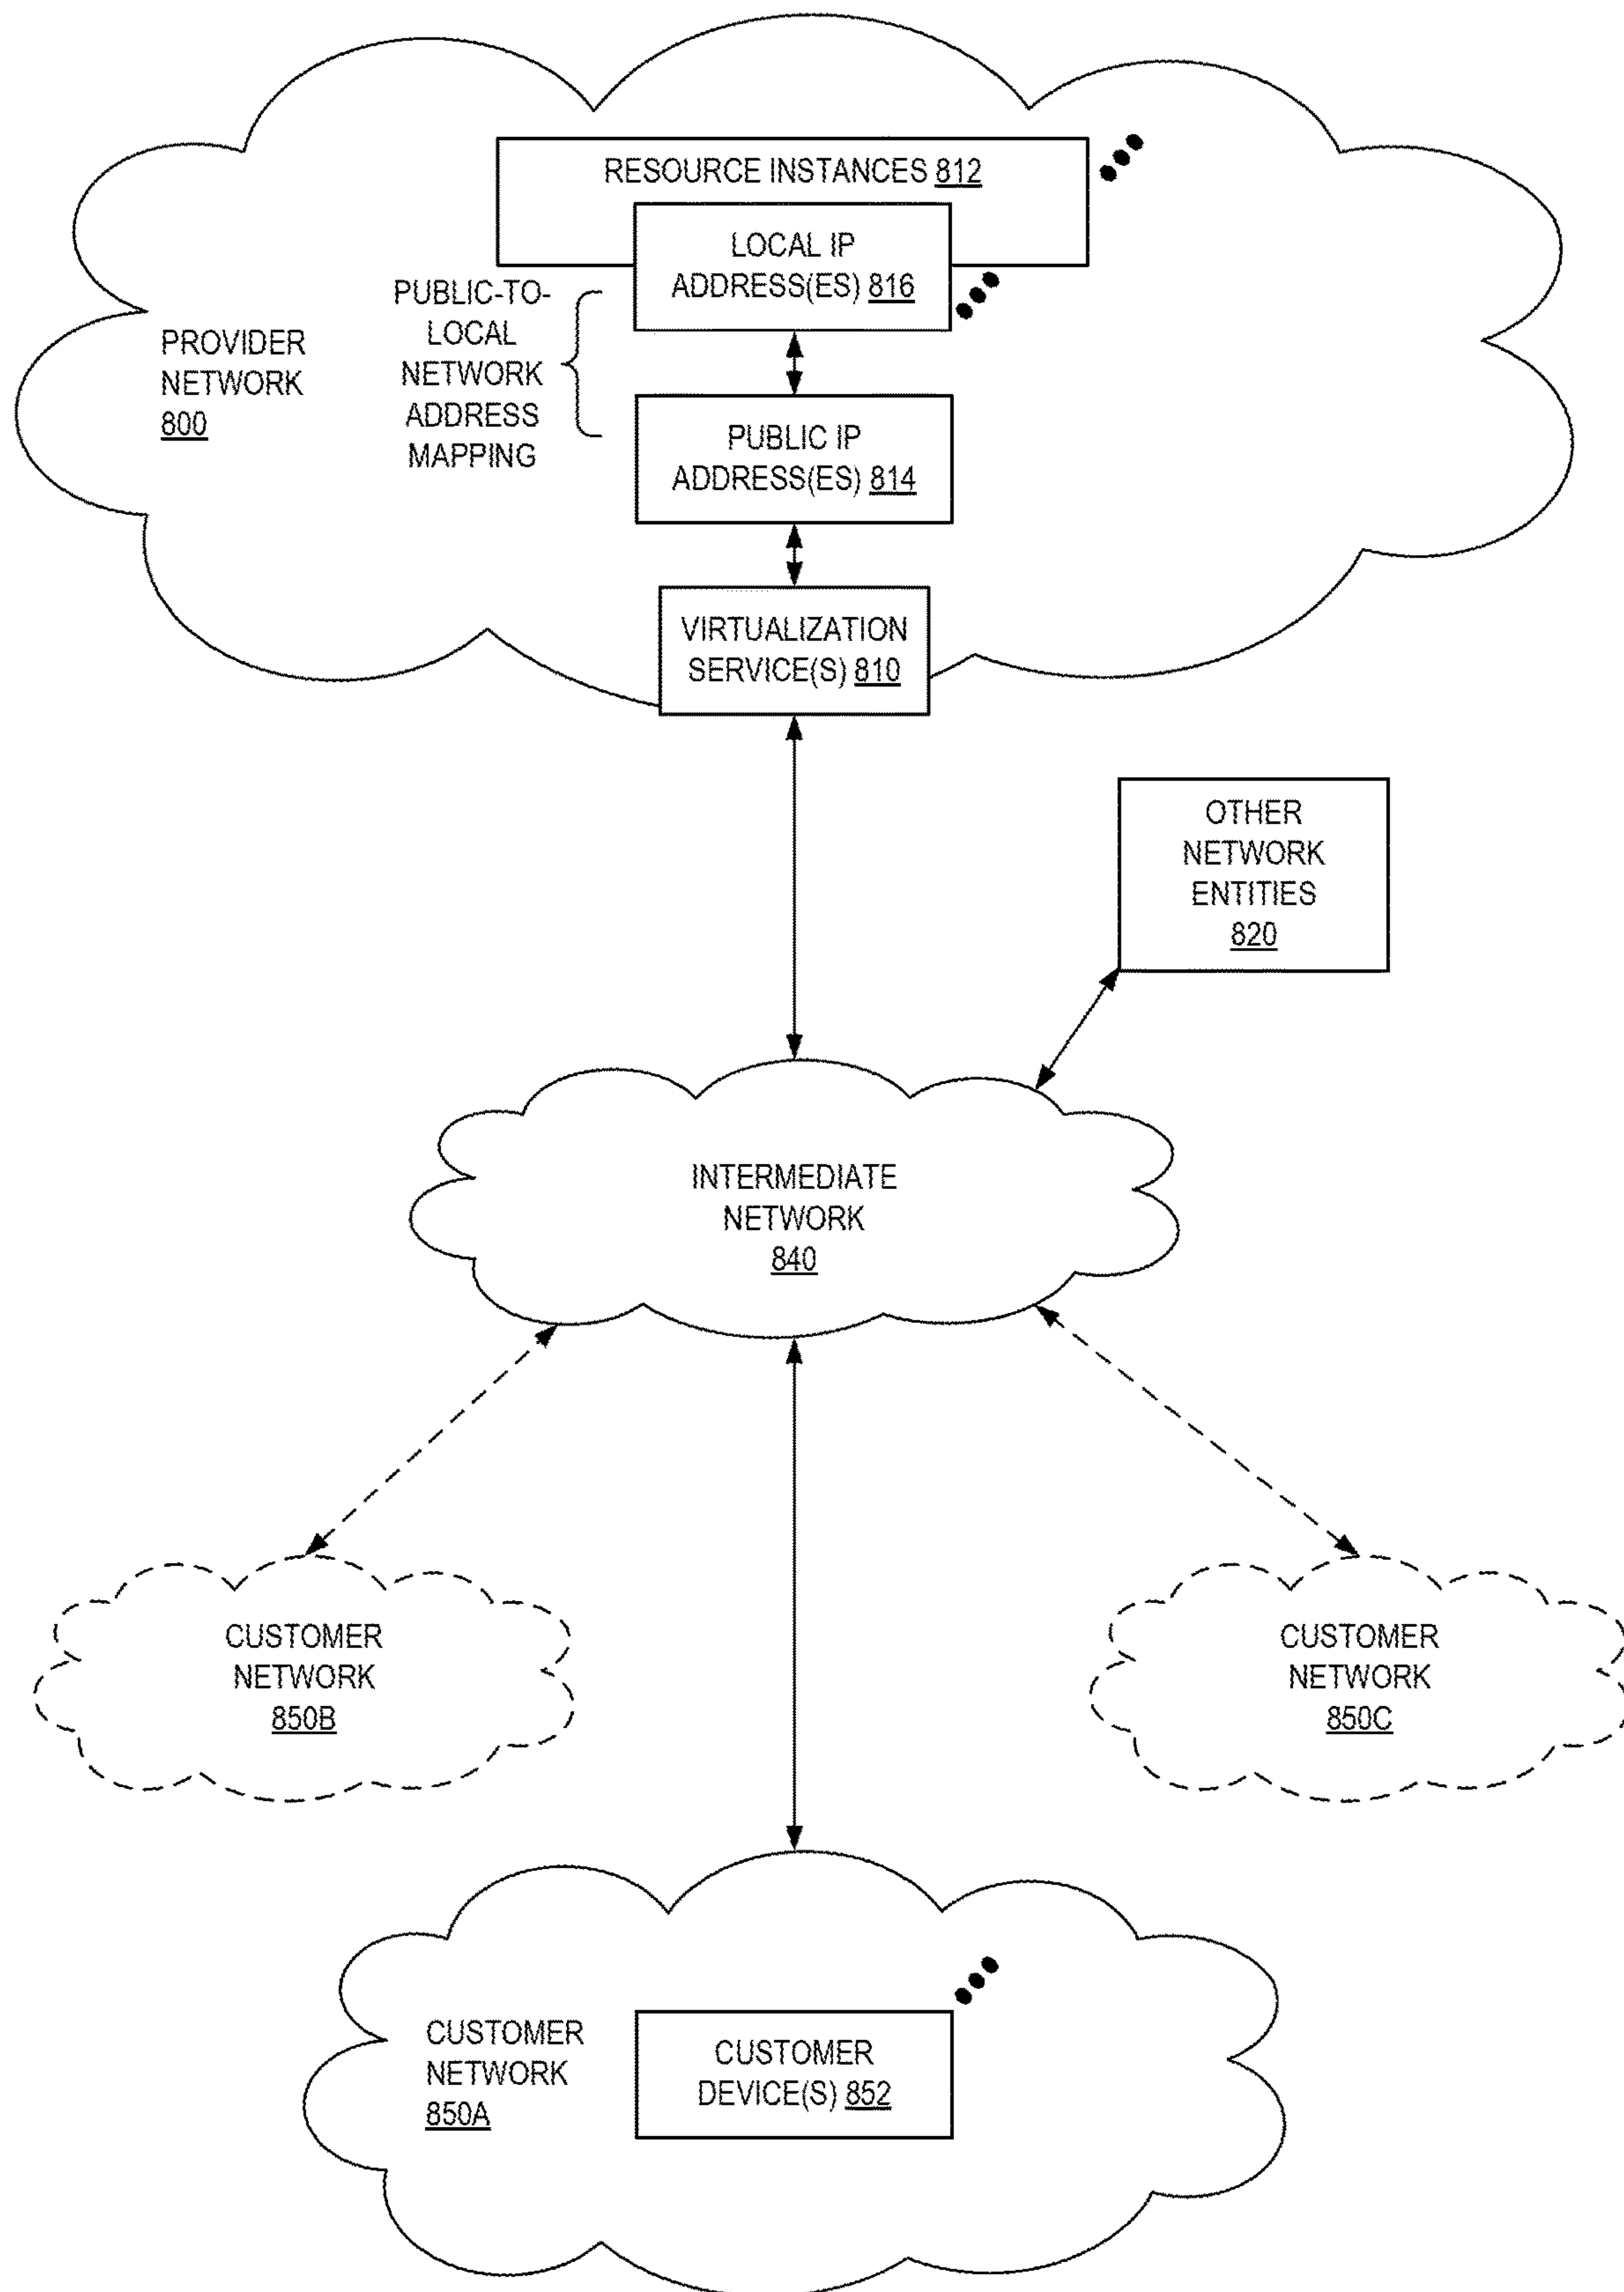 RESOURCE INSTANCES 812
LOCAL IP
ADDRESS(ES) 816
PUBLIC-TO-
LOCAL
NETWORK
ADDRESS
MAPPING
PROVIDER
NETWORK
800
PUBLIC IP
ADDRESS(ES) 814
VIRTUALIZATION
SERVICE(S) 810
OTHER
NETWORK
ENTITIES
820
INTERMEDIATE
NETWORK
840
CUSTOMER
NETWORK
850B
CUSTOMER
NETWORK
850C
CUSTOMER
NETWORK
850A
CUSTOMER
DEVICE(S) 852